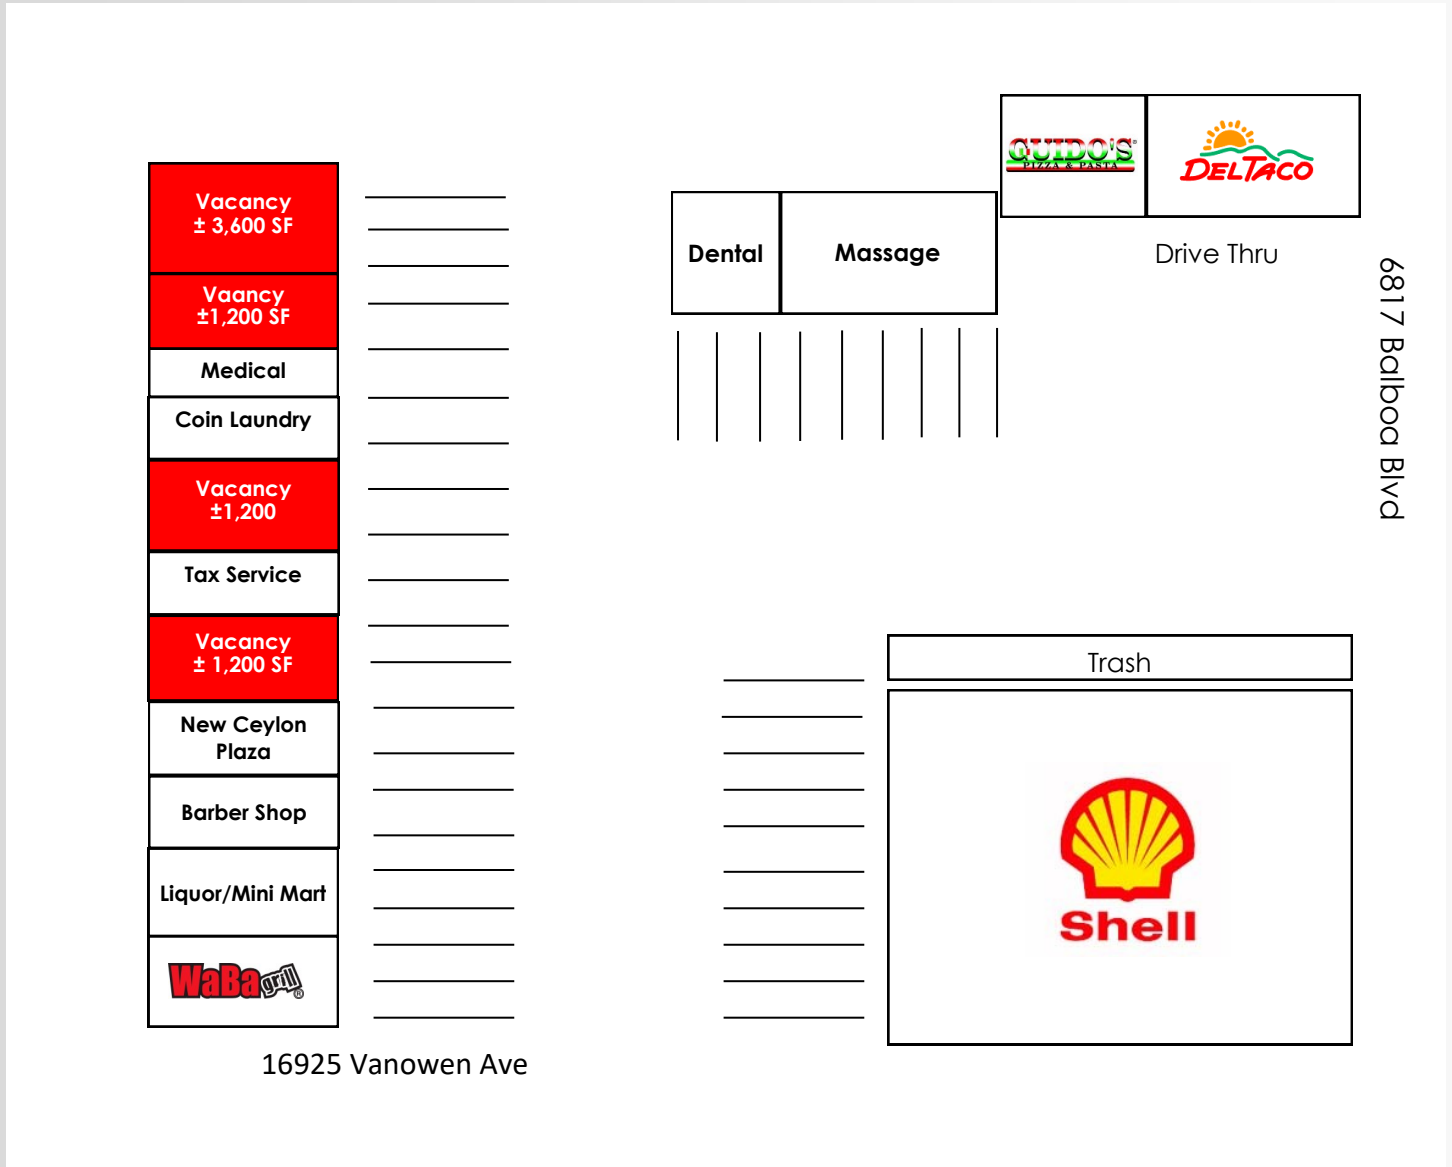 GUIDO'S
PIZZA & PASTA
DEL TACO
Drive Thru
Dental
Massage
6817 Balboa Blvd
Vacancy
± 3,600 SF
Vaancy
±1,200 SF
Medical
Coin Laundry
Vacancy
±1,200
Tax Service
Vacancy
± 1,200 SF
New Ceylon
Plaza
Barber Shop
Liquor/Mini Mart
WaBa grill®
Trash
Shell
16925 Vanowen Ave